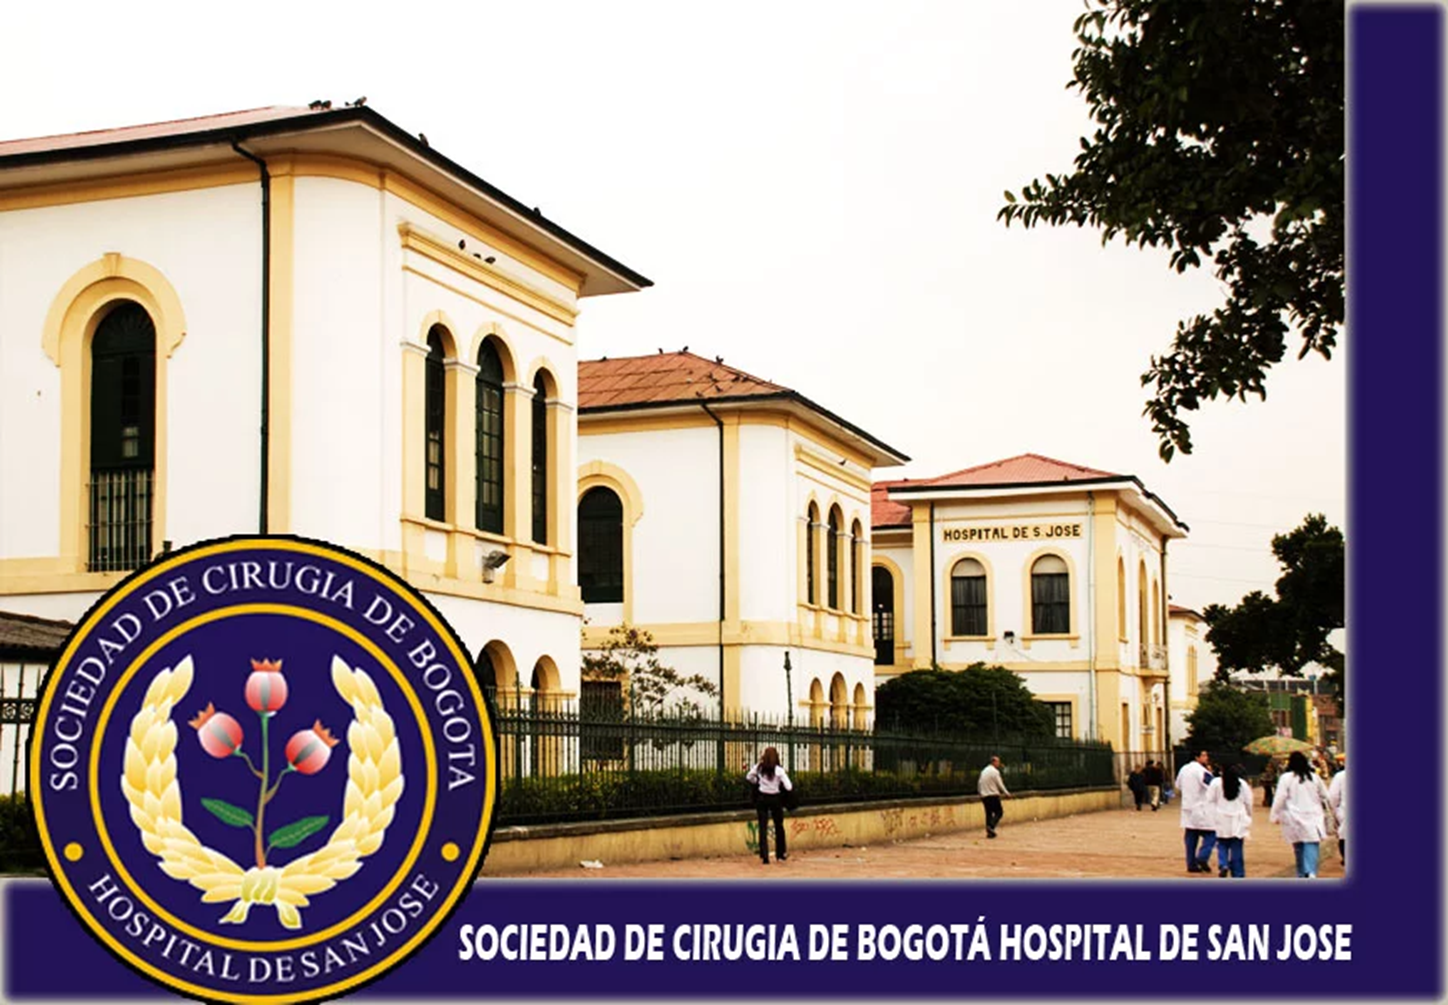 HOSPITAL DE S. JOSE
SOCIEDAD DE CIRUGIA DE BOGOTA
HOSPITAL DE SAN JOSE
SOCIEDAD DE CIRUGIA DE BOGOTÁ HOSPITAL DE SAN JOSE